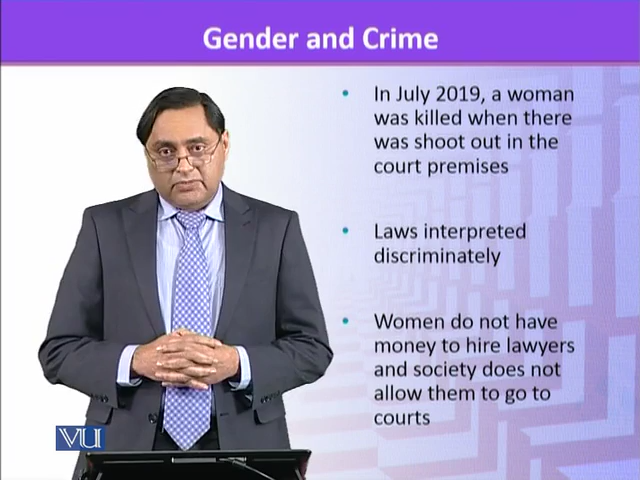 Gender and Crime
• In July 2019, a woman
was killed when there
was shoot out in the
court premises
• Laws interpreted
discriminately
• Women do not have
money to hire lawyers
and society does not
allow them to go to
courts
VU